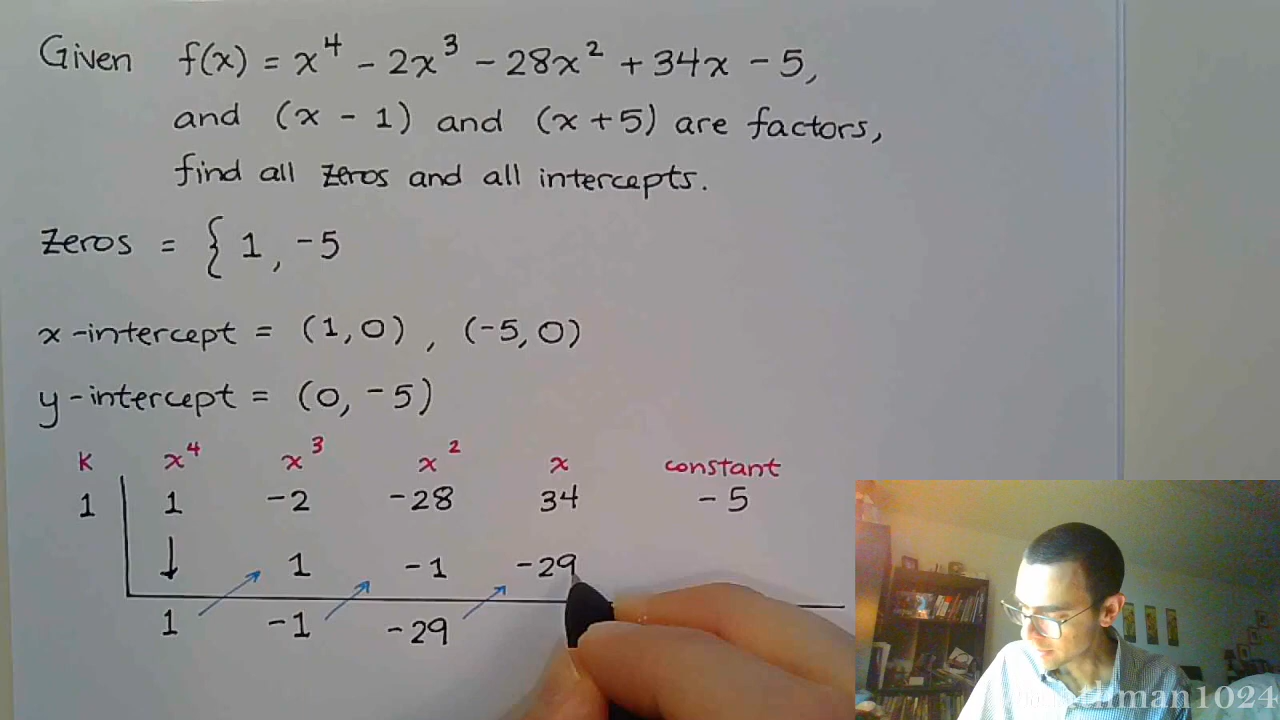 Given f(x) = x⁴ - 2x³ - 28x² + 34x - 5,
and (x - 1) and (x + 5) are factors,
find all zeros and all intercepts.
Zeros = { 1, -5
x-intercept = (1, 0), (-5, 0)
y-intercept = (0, -5)
K x⁴ x³ x² x constant
1 1 -2 -28 34 -5
1 -1 -29
1 -1 -29